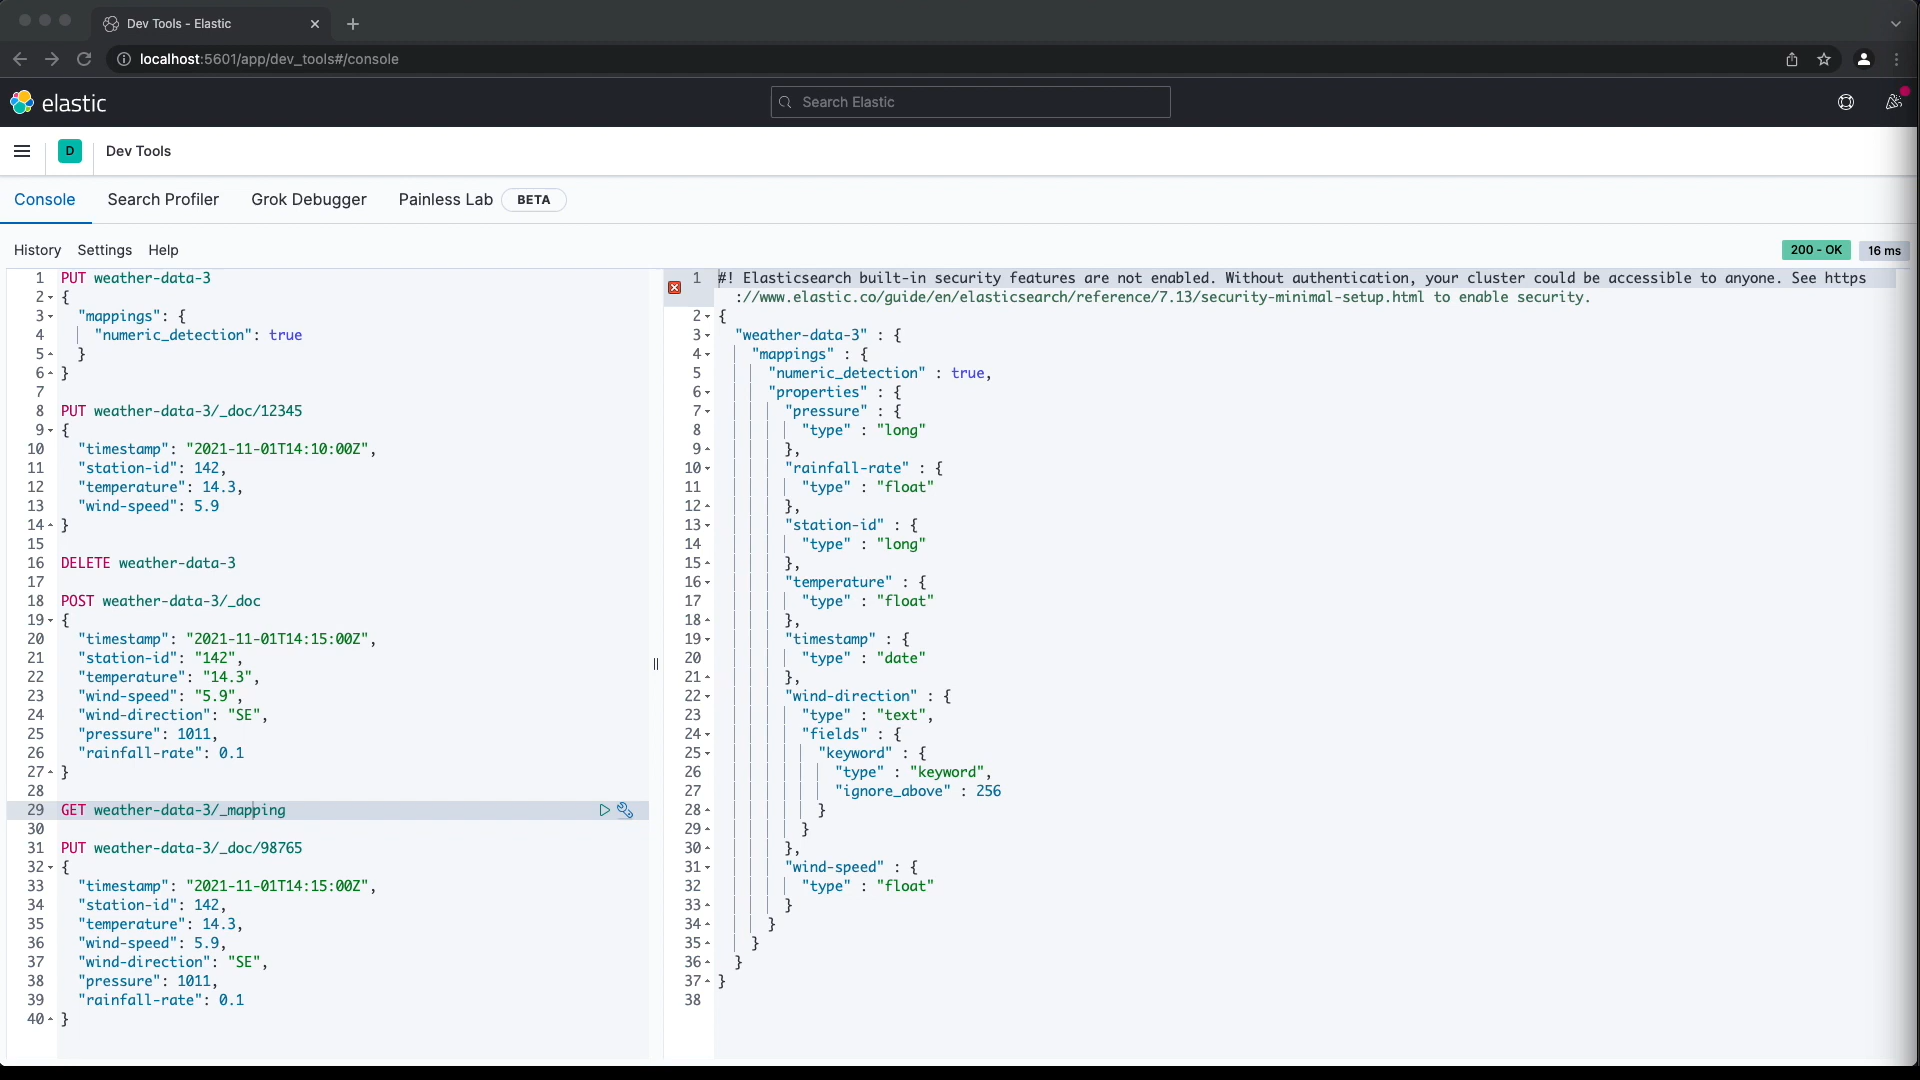 Dev Tools - Elastic
localhost:5601/app/dev_tools#/console
elastic
Search Elastic
D
Dev Tools
Console
Search Profiler
Grok Debugger
Painless Lab
BETA
History
Settings
Help
200 - OK
16 ms
1 PUT weather-data-3
2 {
3 "mappings": {
4 "numeric_detection": true
5 }
6 }
7
8 PUT weather-data-3/_doc/12345
9 {
10 "timestamp": "2021-11-01T14:10:00Z",
11 "station-id": 142,
12 "temperature": 14.3,
13 "wind-speed": 5.9
14 }
15
16 DELETE weather-data-3
17
18 POST weather-data-3/_doc
19 {
20 "timestamp": "2021-11-01T14:15:00Z",
21 "station-id": "142",
22 "temperature": "14.3",
23 "wind-speed": "5.9",
24 "wind-direction": "SE",
25 "pressure": 1011,
26 "rainfall-rate": 0.1
27 }
28
29 GET weather-data-3/_mapping
30
31 PUT weather-data-3/_doc/98765
32 {
33 "timestamp": "2021-11-01T14:15:00Z",
34 "station-id": 142,
35 "temperature": 14.3,
36 "wind-speed": 5.9,
37 "wind-direction": "SE",
38 "pressure": 1011,
39 "rainfall-rate": 0.1
40 }
1 #! Elasticsearch built-in security features are not enabled. Without authentication, your cluster could be accessible to anyone. See https
://www.elastic.co/guide/en/elasticsearch/reference/7.13/security-minimal-setup.html to enable security.
2 {
3 "weather-data-3" : {
4 "mappings" : {
5 "numeric_detection" : true,
6 "properties" : {
7 "pressure" : {
8 "type" : "long"
9 },
10 "rainfall-rate" : {
11 "type" : "float"
12 },
13 "station-id" : {
14 "type" : "long"
15 },
16 "temperature" : {
17 "type" : "float"
18 },
19 "timestamp" : {
20 "type" : "date"
21 },
22 "wind-direction" : {
23 "type" : "text",
24 "fields" : {
25 "keyword" : {
26 "type" : "keyword",
27 "ignore_above" : 256
28 }
29 }
30 },
31 "wind-speed" : {
32 "type" : "float"
33 }
34 }
35 }
36 }
37 }
38